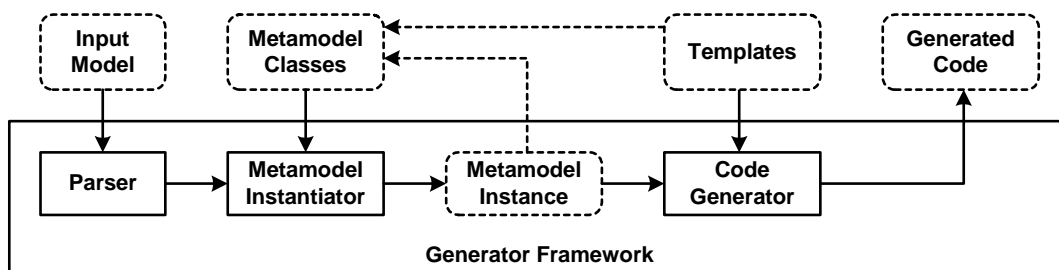 Input
Model
Metamodel
Classes
Templates
Generated
Code
Parser
Metamodel
Instantiator
Metamodel
Instance
Code
Generator
Generator Framework